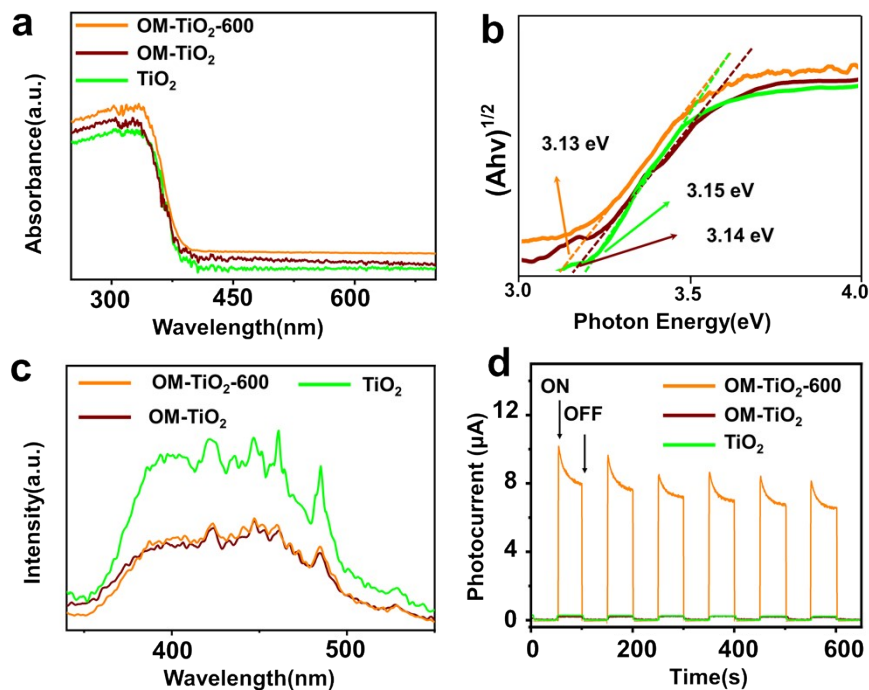 a
OM-TiO₂-600
OM-TiO₂
TiO₂
Absorbance(a.u.)
300 450 600
Wavelength(nm)
b
(Ahv)^1/2
3.13 eV
3.15 eV
3.14 eV
3.0 3.5 4.0
Photon Energy(eV)
c
OM-TiO₂-600 TiO₂
OM-TiO₂
Intensity(a.u.)
400 500
Wavelength(nm)
d
ON
OFF
OM-TiO₂-600
OM-TiO₂
TiO₂
Photocurrent (µA)
12
8
4
0
0 200 400 600
Time(s)